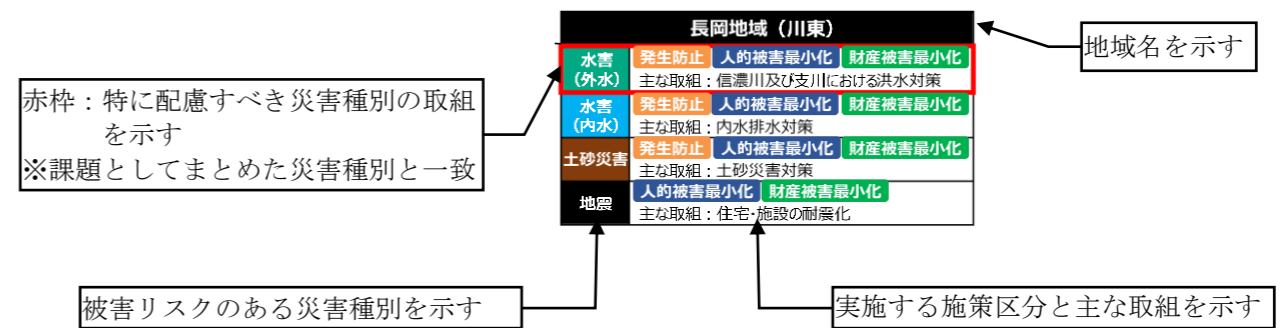 長岡地域（川東）
地域名を示す
水害
（外水）
発生防止 人的被害最小化 財産被害最小化
主な取組：信濃川及び支川における洪水対策
赤枠：特に配慮すべき災害種別の取組
を示す
※課題としてまとめた災害種別と一致
水害
（内水）
発生防止 人的被害最小化 財産被害最小化
主な取組：内水排水対策
土砂災害
発生防止 人的被害最小化 財産被害最小化
主な取組：土砂災害対策
地震
人的被害最小化 財産被害最小化
主な取組：住宅・施設の耐震化
被害リスクのある災害種別を示す
実施する施策区分と主な取組を示す